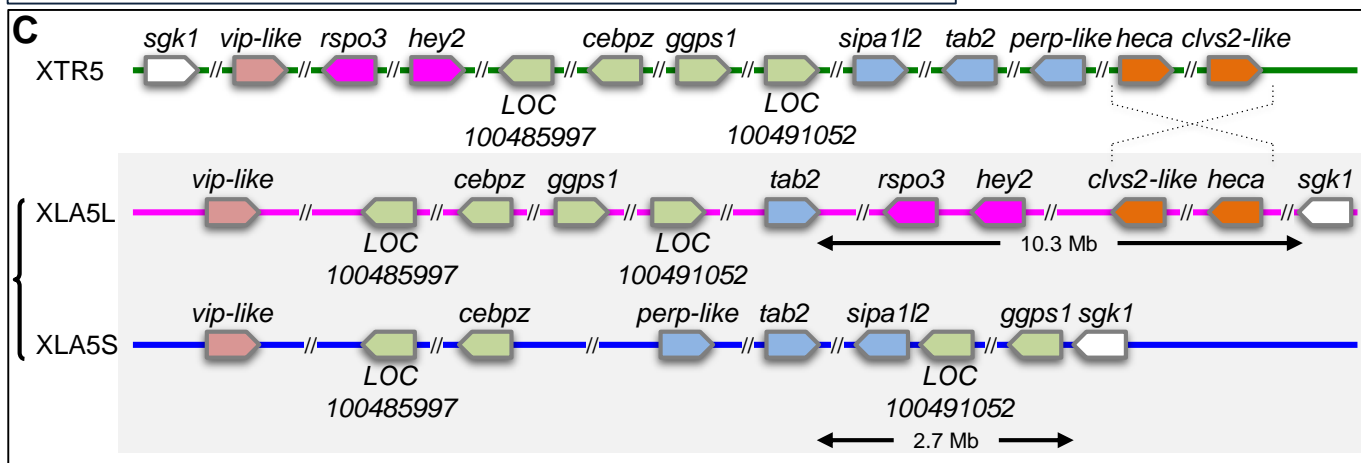 C
sgk1 vip-like rspo3 hey2 cebpz ggps1 sipa1l2 tab2 perp-like heca clvs2-like
XTR5 // // // // // // // // // // // //
LOC LOC
100485997 100491052
vip-like cebpz ggps1 tab2 rspo3 hey2 clvs2-like heca sgk1
XLA5L // // // // // // // // //
LOC LOC
100485997 100491052
10.3 Mb
vip-like cebpz perp-like tab2 sipa1l2 ggps1 sgk1
XLA5S // // // // // //
LOC LOC
100485997 100491052
2.7 Mb